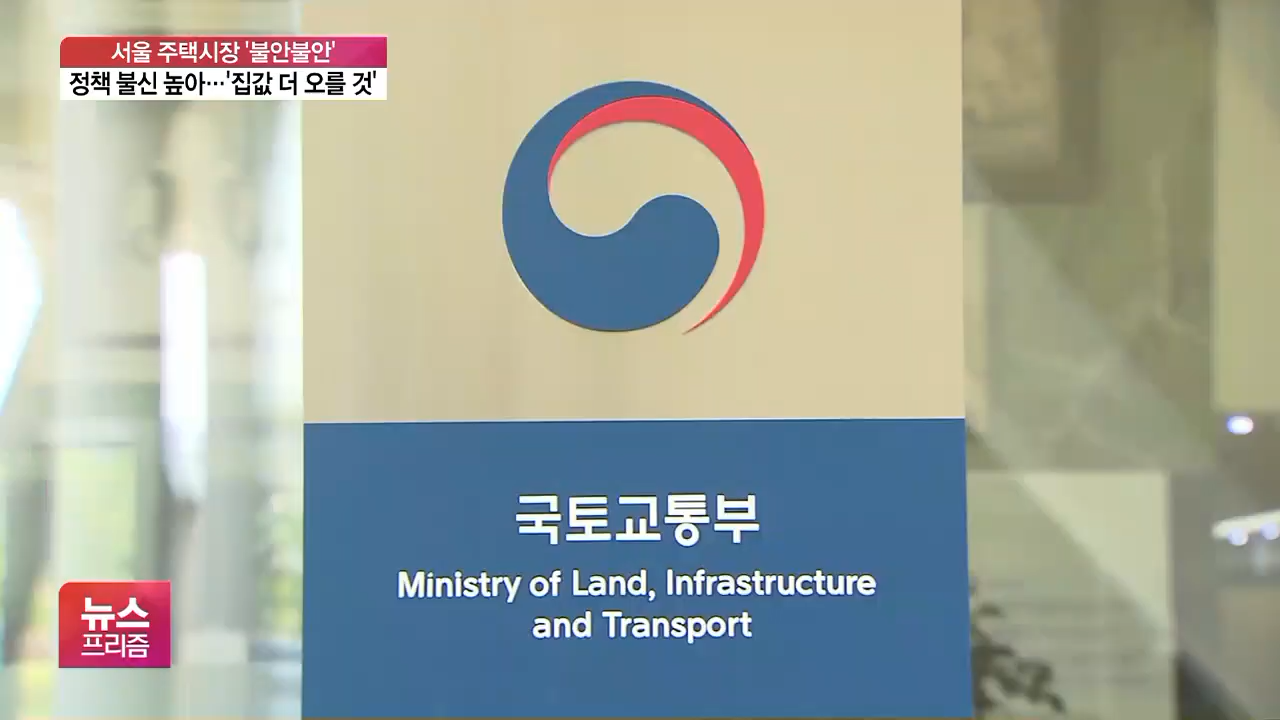 서울 주택시장 '불안불안'
정책 불신 높아…'집값 더 오를 것'
국토교통부
Ministry of Land, Infrastructure
and Transport
뉴스
프리즘